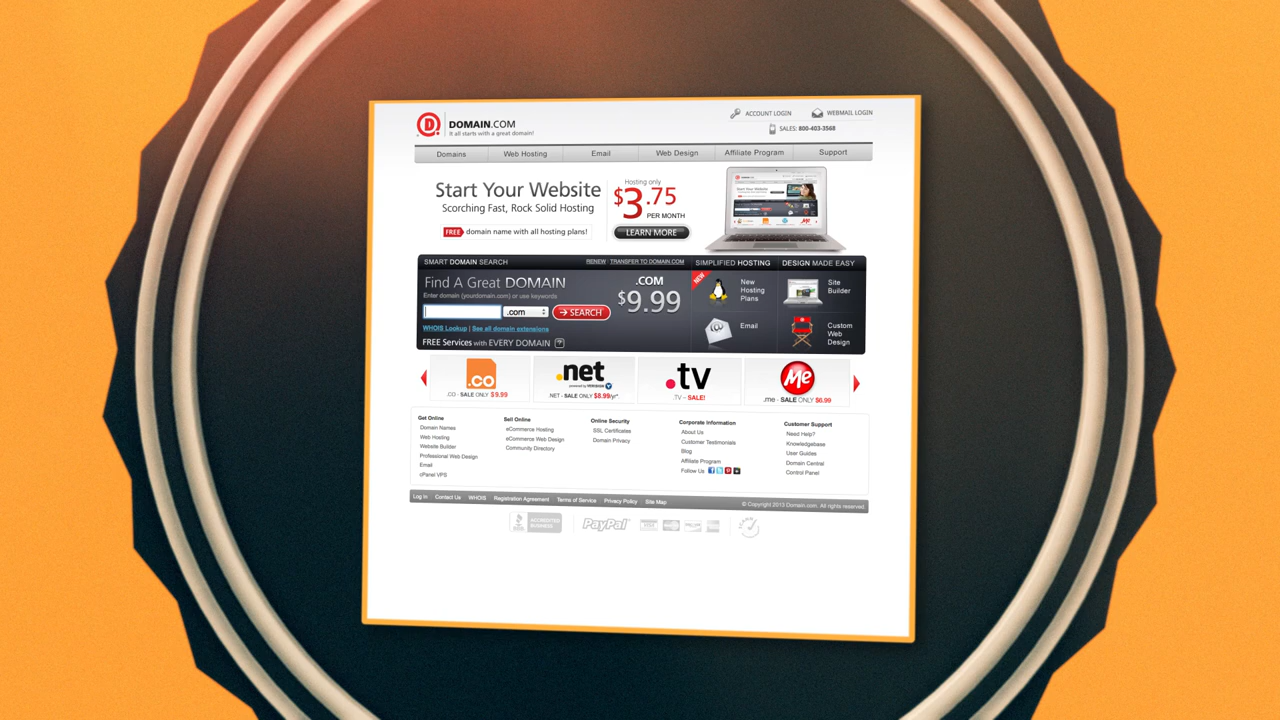 DOMAIN.COM
It all starts with a great domain!
ACCOUNT LOGIN
WEBMAIL LOGIN
SALES: 800-403-3568
Domains
Web Hosting
Email
Web Design
Affiliate Program
Support
Start Your Website
Scorching Fast, Rock Solid Hosting
FREE domain name with all hosting plans!
Hosting only
$3.75
PER MONTH
LEARN MORE
SMART DOMAIN SEARCH
RENEW · TRANSFER TO DOMAIN.COM
Find A Great DOMAIN
Enter domain (yourdomain.com) or use keywords
.com
SEARCH
WHOIS Lookup | See all domain extensions
FREE Services with EVERY DOMAIN ?
.COM
$9.99
SIMPLIFIED HOSTING
NEW
New
Hosting
Plans
Email
DESIGN MADE EASY
Site
Builder
Custom
Web
Design
.co
.CO - SALE ONLY $9.99
.net
powered by VERISIGN
.NET - SALE ONLY $8.99/yr*
.tv
.TV - SALE!
Me
.me - SALE ONLY $6.99
Get Online
Domain Names
Web Hosting
Website Builder
Professional Web Design
Email
cPanel VPS
Sell Online
eCommerce Hosting
eCommerce Web Design
Community Directory
Online Security
SSL Certificates
Domain Privacy
Corporate Information
About Us
Customer Testimonials
Blog
Affiliate Program
Follow Us
Customer Support
Need Help?
Knowledgebase
User Guides
Domain Central
Control Panel
Log In Contact Us WHOIS Registration Agreement Terms of Service Privacy Policy Site Map
© Copyright 2013 Domain.com. All rights reserved.
ACCREDITED
BUSINESS
PayPal
VISA